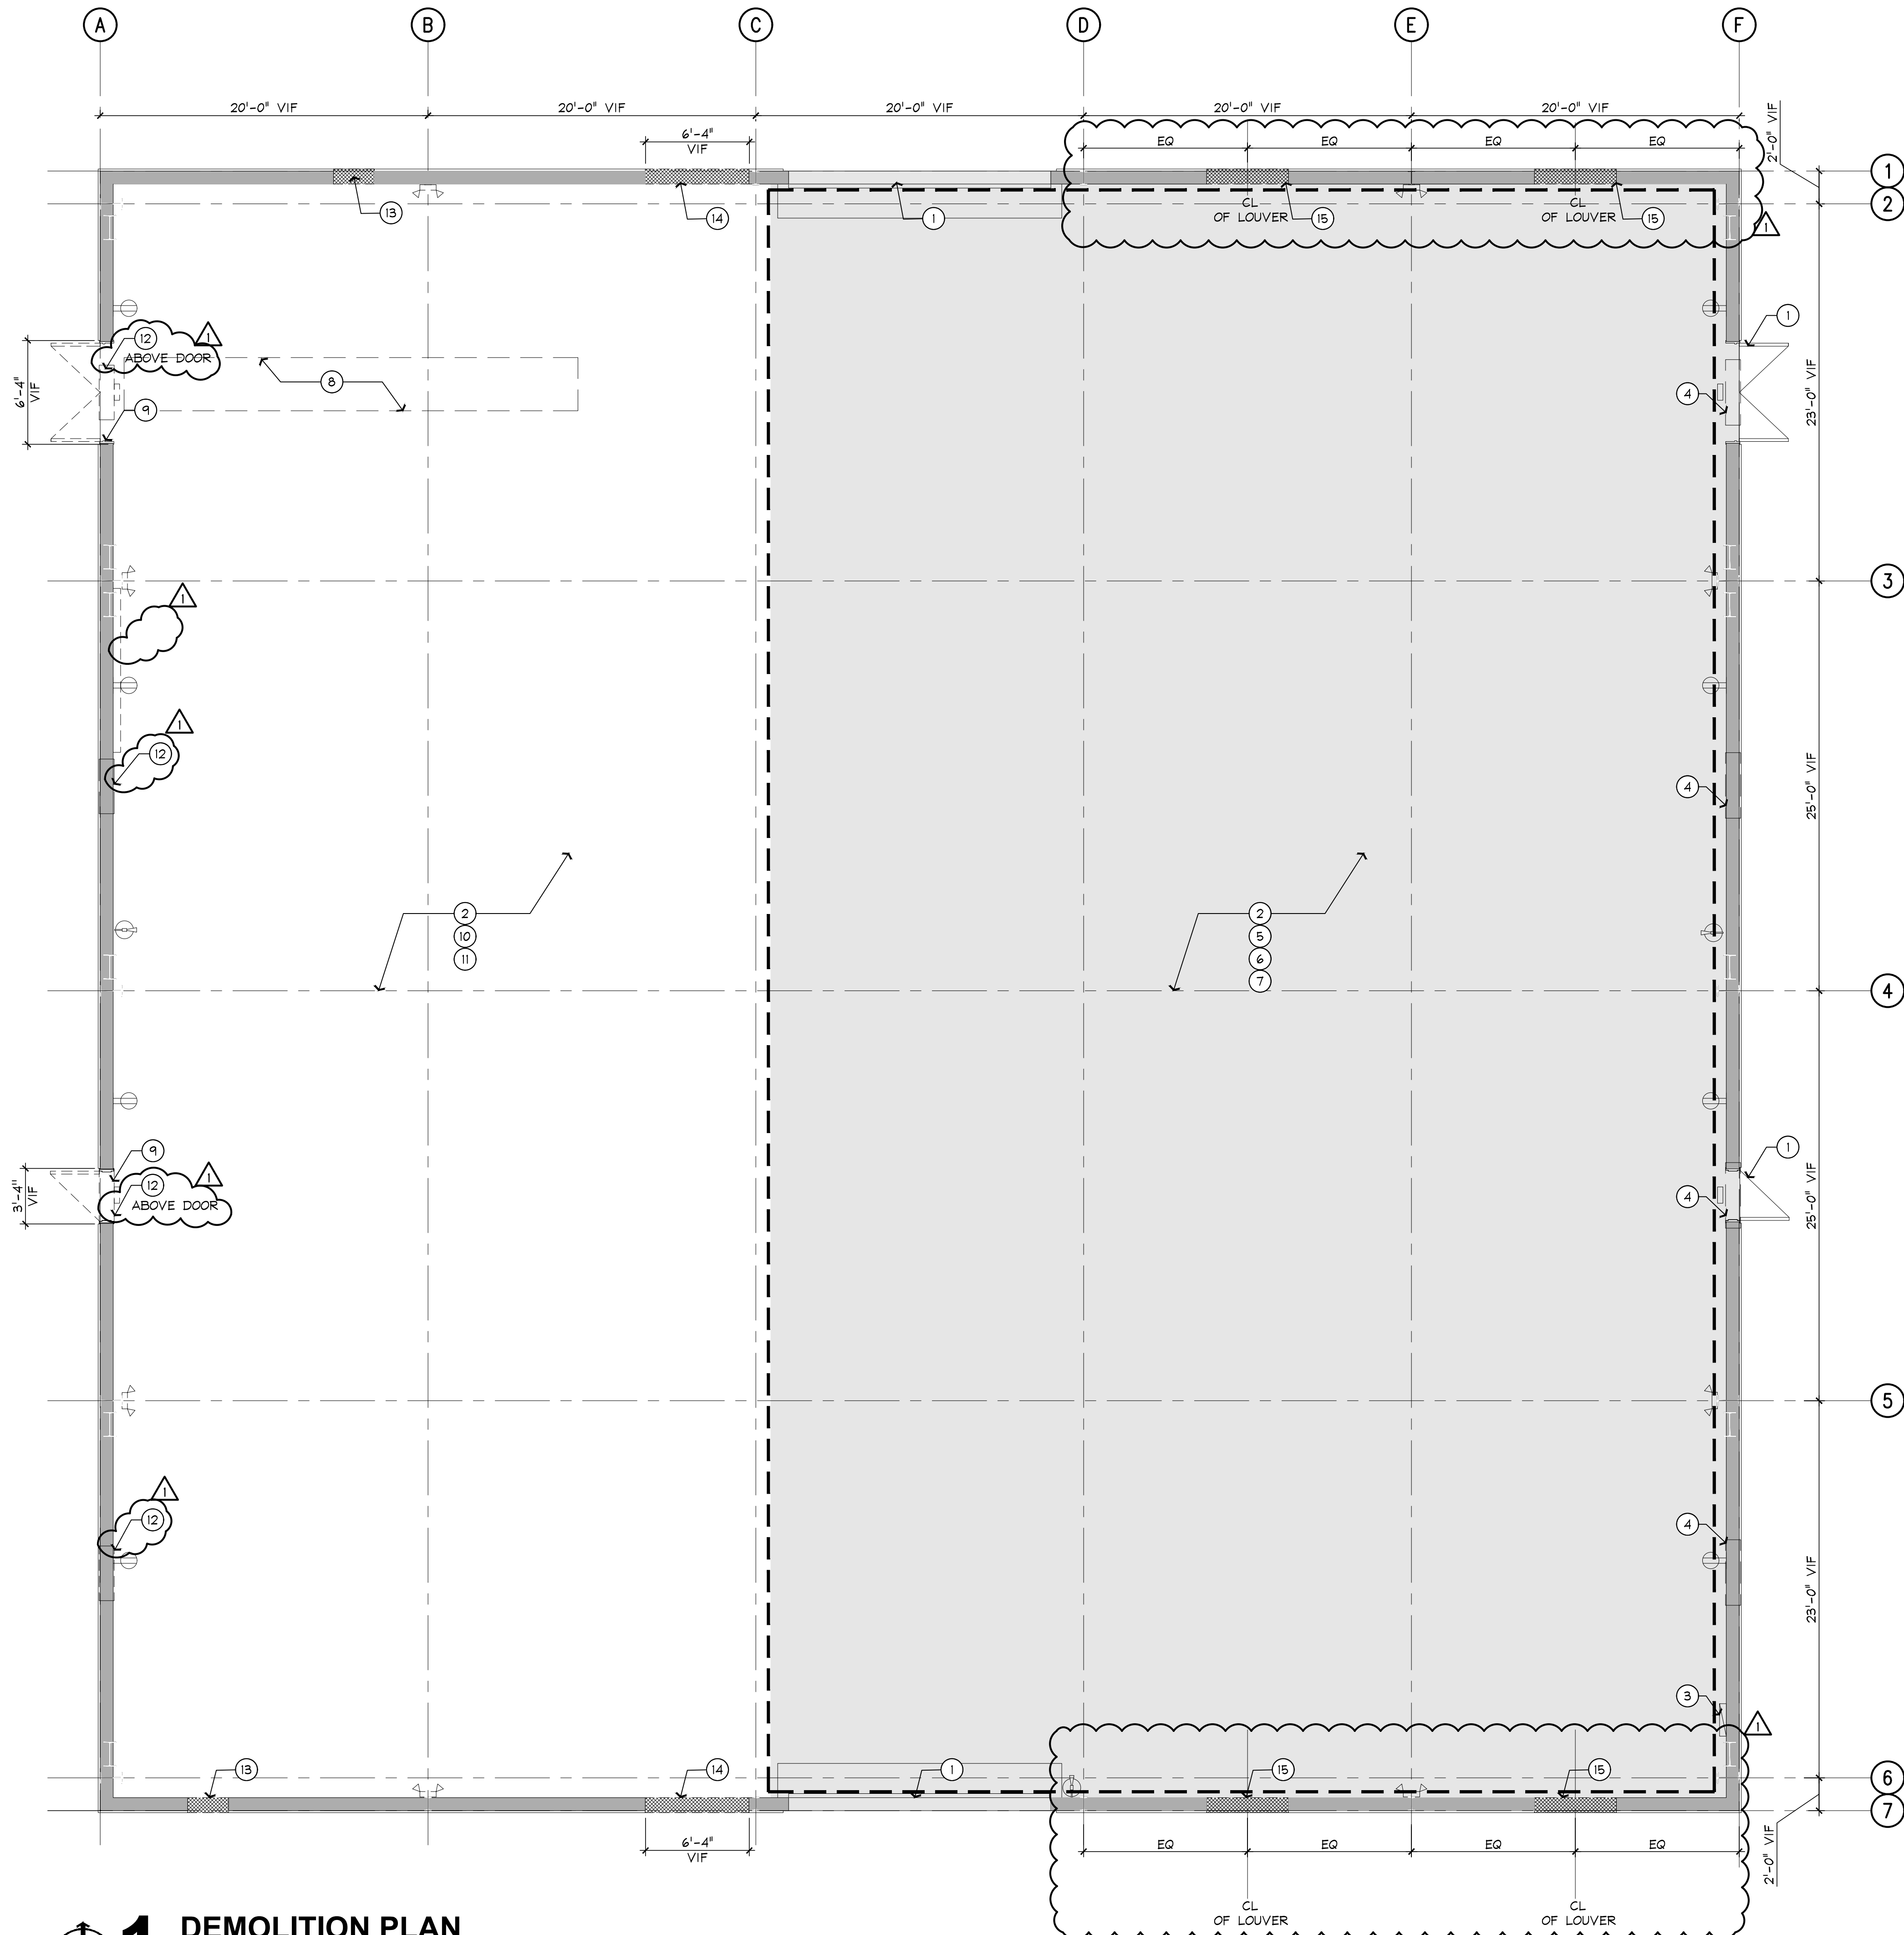 A B C D E F
20'-0" VIF 20'-0" VIF 20'-0" VIF 20'-0" VIF 20'-0" VIF
6'-4"
VIF
EQ EQ EQ EQ
2'-0" VIF
1
2
13 14 1 15 15
CL
OF LOUVER
CL
OF LOUVER
1
12
1
ABOVE DOOR
8
9
6'-4"
VIF
1
4
23'-0" VIF
3
1
1
12
4
25'-0" VIF
2
10
11
2
5
6
7
4
9
12
1
ABOVE DOOR
3'-4"
VIF
1
4
25'-0" VIF
5
1
12
4
23'-0" VIF
3
1
13 14 1 15 15
6
7
6'-4"
VIF
EQ EQ EQ EQ
2'-0" VIF
CL
OF LOUVER
CL
OF LOUVER
1 DEMOLITION PLAN